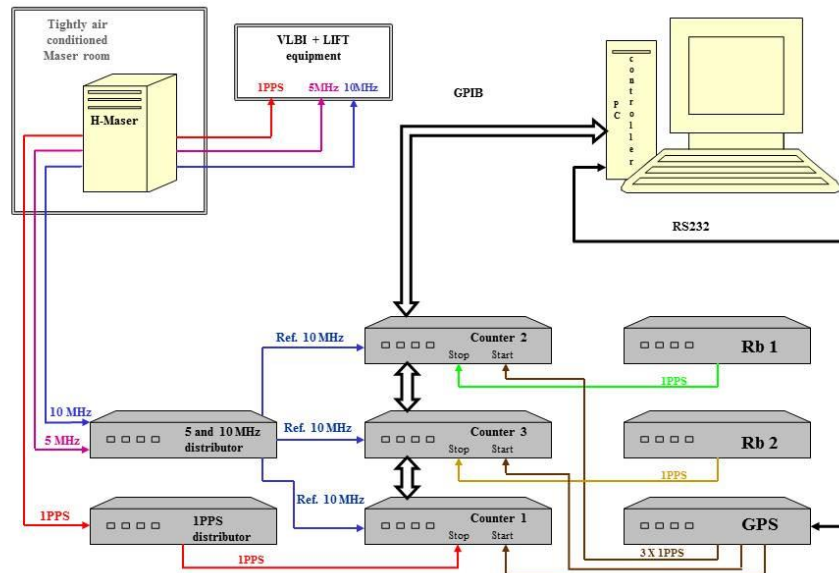 Tightly air
conditioned
Maser room
H-Maser
VLBI + LIFT
equipment
1PPS 5MHz 10MHz
GPIB
PC
controller
RS232
Ref. 10 MHz
Counter 2
Stop Start
Rb 1
1PPS
10 MHz
5 MHz
5 and 10 MHz
distributor
Ref. 10 MHz
Counter 3
Stop Start
Rb 2
1PPS
Ref. 10 MHz
1PPS
1PPS
distributor
1PPS
Counter 1
Stop Start
GPS
3 X 1PPS